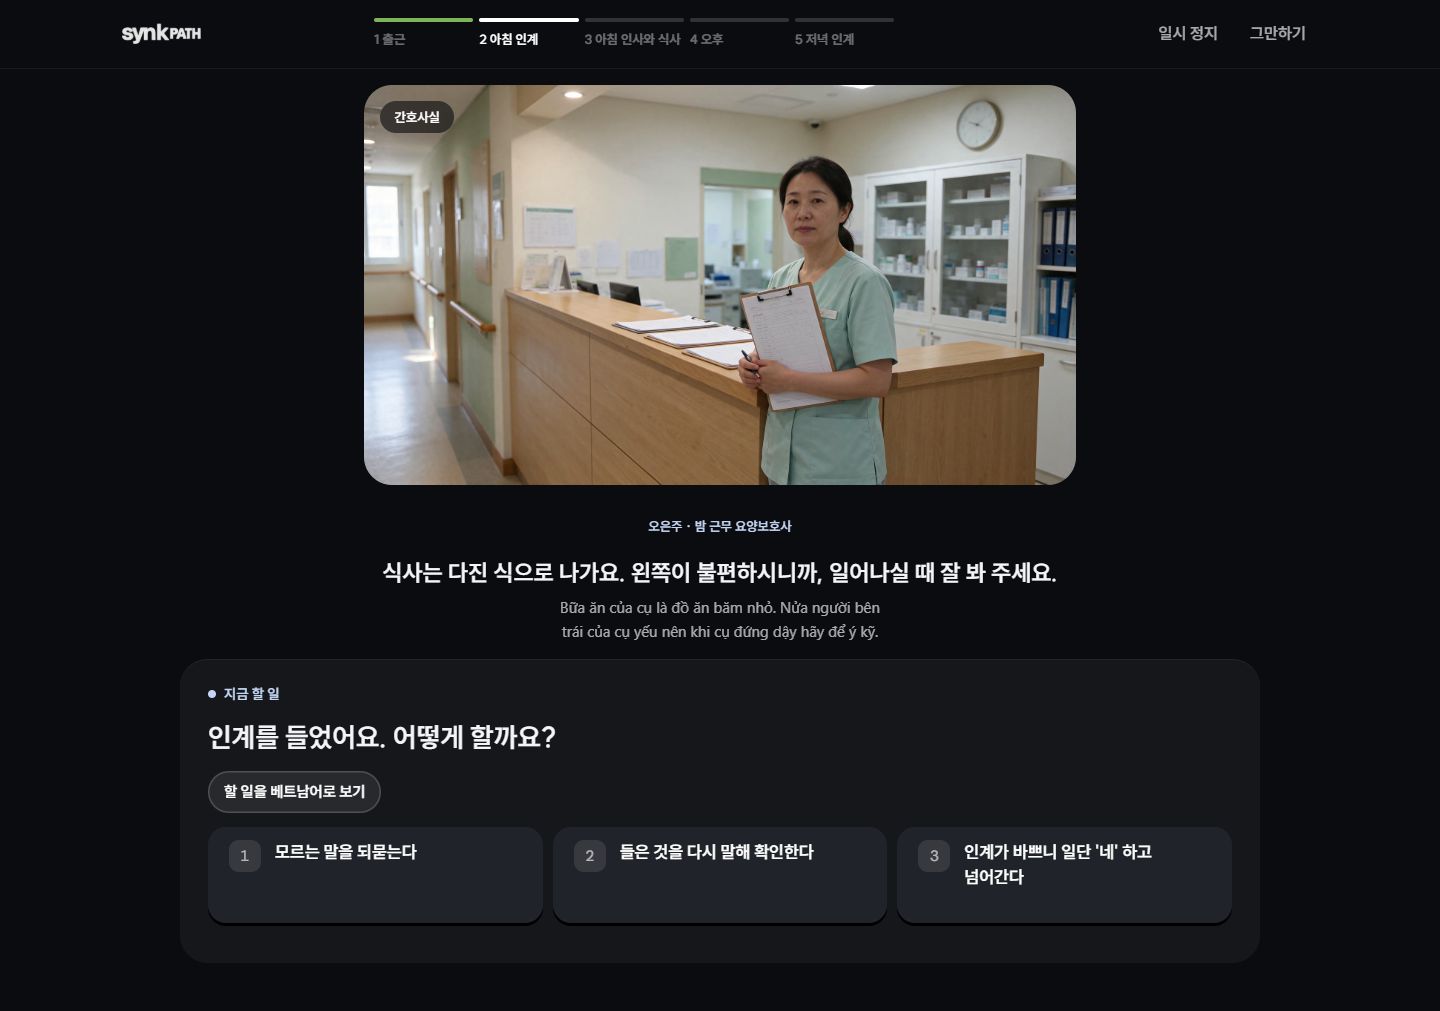 synkPATH
1 출근
2 아침 인계
3 아침 인사와 식사
4 오후
5 저녁 인계
일시 정지
그만하기
간호사실
오은주 · 밤 근무 요양보호사
식사는 다진 식으로 나가요. 왼쪽이 불편하시니까, 일어나실 때 잘 봐 주세요.
Bữa ăn của cụ là đồ ăn băm nhỏ. Nửa người bên
trái của cụ yếu nên khi cụ đứng dậy hãy để ý kỹ.
지금 할 일
인계를 들었어요. 어떻게 할까요?
할 일을 베트남어로 보기
1 모르는 말을 되묻는다
2 들은 것을 다시 말해 확인한다
3 인계가 바쁘니 일단 '네' 하고
넘어간다